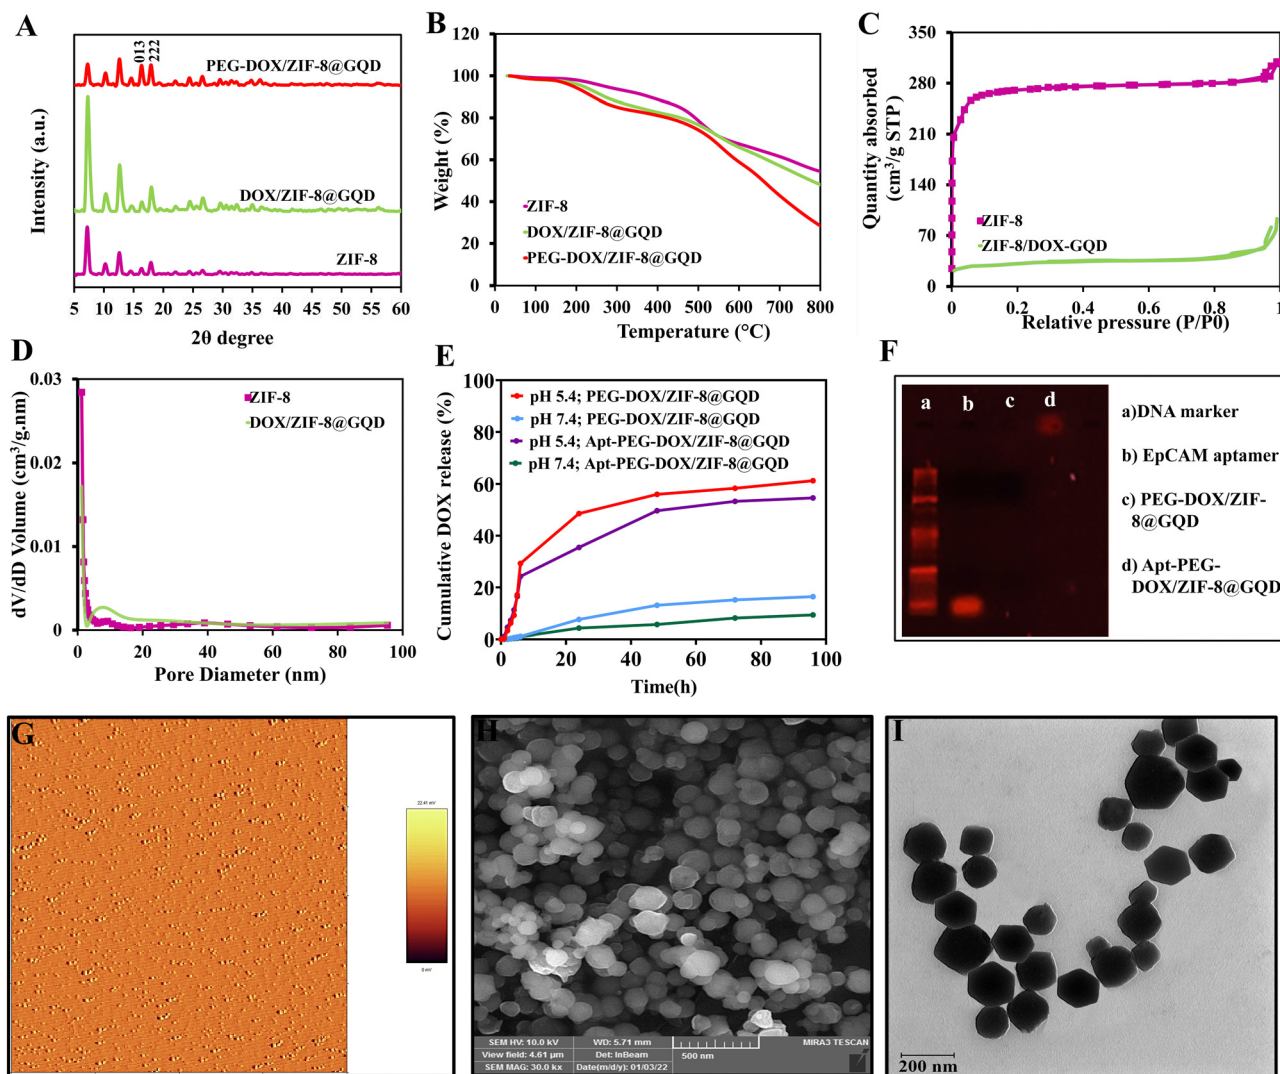 A
Intensity (a.u.)
013
222
PEG-DOX/ZIF-8@GQD
DOX/ZIF-8@GQD
ZIF-8
5 10 15 20 25 30 35 40 45 50 55 60
2θ degree
B
Weight (%)
120
100
80
60
40
20
0
ZIF-8
DOX/ZIF-8@GQD
PEG-DOX/ZIF-8@GQD
0 100 200 300 400 500 600 700 800
Temperature (°C)
C
Quantity absorbed
(cm³/g STP )
350
280
210
140
70
0
ZIF-8
ZIF-8/DOX-GQD
0 0.2 0.4 0.6 0.8 1
Relative pressure (P/P0)
D
dV/dD Volume (cm³/g.nm)
0.03
0.02
0.01
0
ZIF-8
DOX/ZIF-8@GQD
0 20 40 60 80 100
Pore Diameter (nm)
E
Cumulative DOX release (%)
100
80
60
40
20
0
pH 5.4; PEG-DOX/ZIF-8@GQD
pH 7.4; PEG-DOX/ZIF-8@GQD
pH 5.4; Apt-PEG-DOX/ZIF-8@GQD
pH 7.4; Apt-PEG-DOX/ZIF-8@GQD
0 20 40 60 80 100
Time(h)
F
a b c d
a)DNA marker
b) EpCAM aptamer
c) PEG-DOX/ZIF-
8@GQD
d) Apt-PEG-
DOX/ZIF-8@GQD
G
22.41 mV
0 mV
H
SEM HV: 10.0 kV WD: 5.71 mm MIRA3 TESCAN
View field: 4.61 µm Det: InBeam 500 nm
SEM MAG: 30.0 kx Date(m/d/y): 01/03/22
I
200 nm